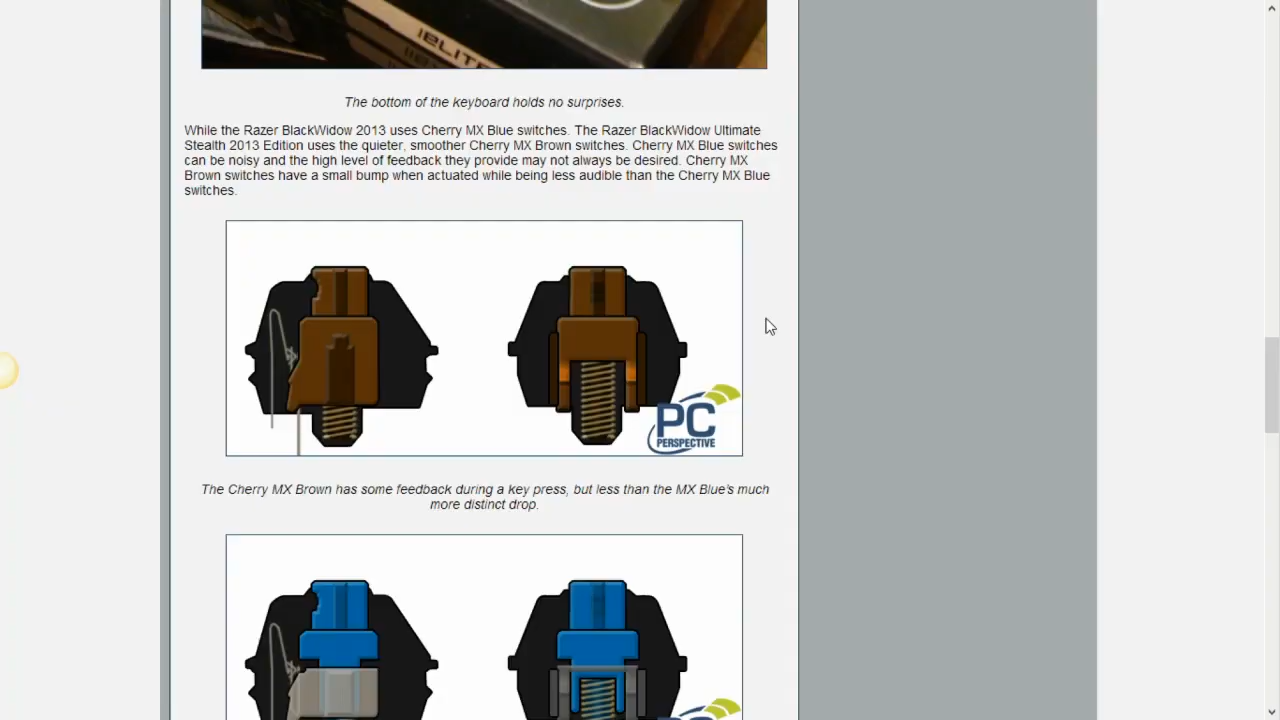 ELITE
The bottom of the keyboard holds no surprises.
While the Razer BlackWidow 2013 uses Cherry MX Blue switches. The Razer BlackWidow Ultimate
Stealth 2013 Edition uses the quieter, smoother Cherry MX Brown switches. Cherry MX Blue switches
can be noisy and the high level of feedback they provide may not always be desired. Cherry MX
Brown switches have a small bump when actuated while being less audible than the Cherry MX Blue
switches.
PC
PERSPECTIVE
The Cherry MX Brown has some feedback during a key press, but less than the MX Blue's much
more distinct drop.